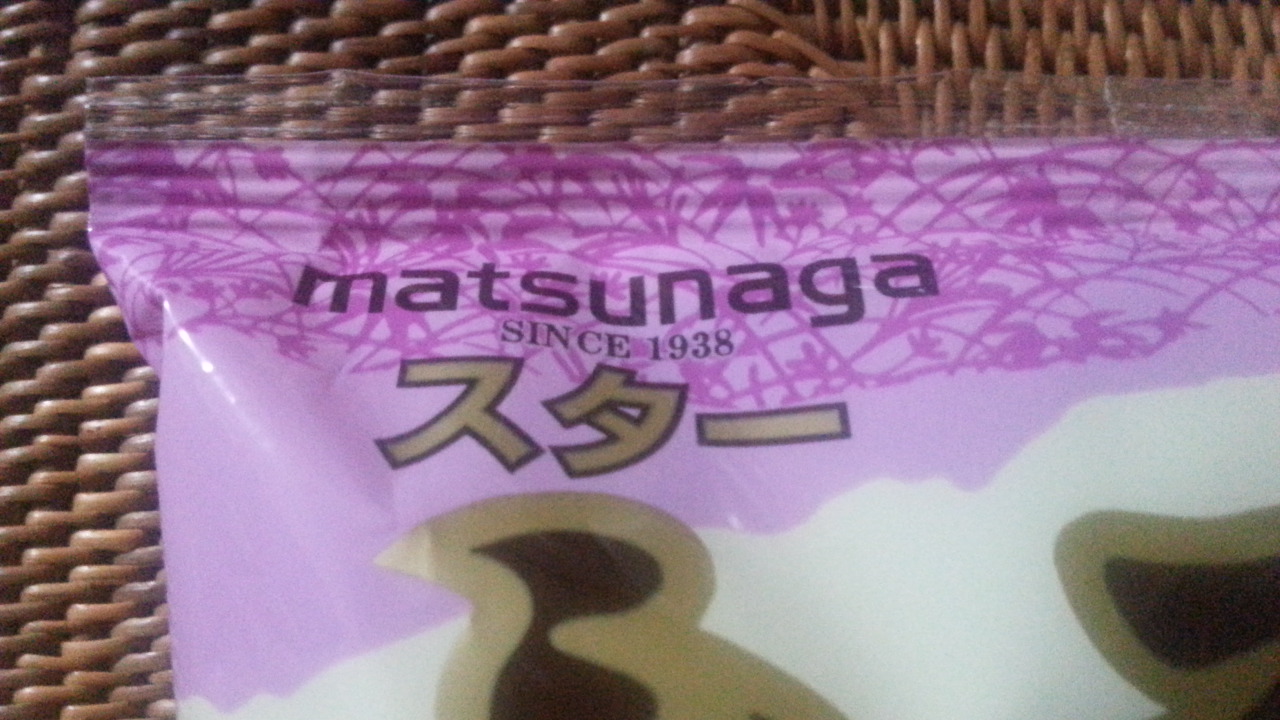 matsunaga
SINCE 1938
スター